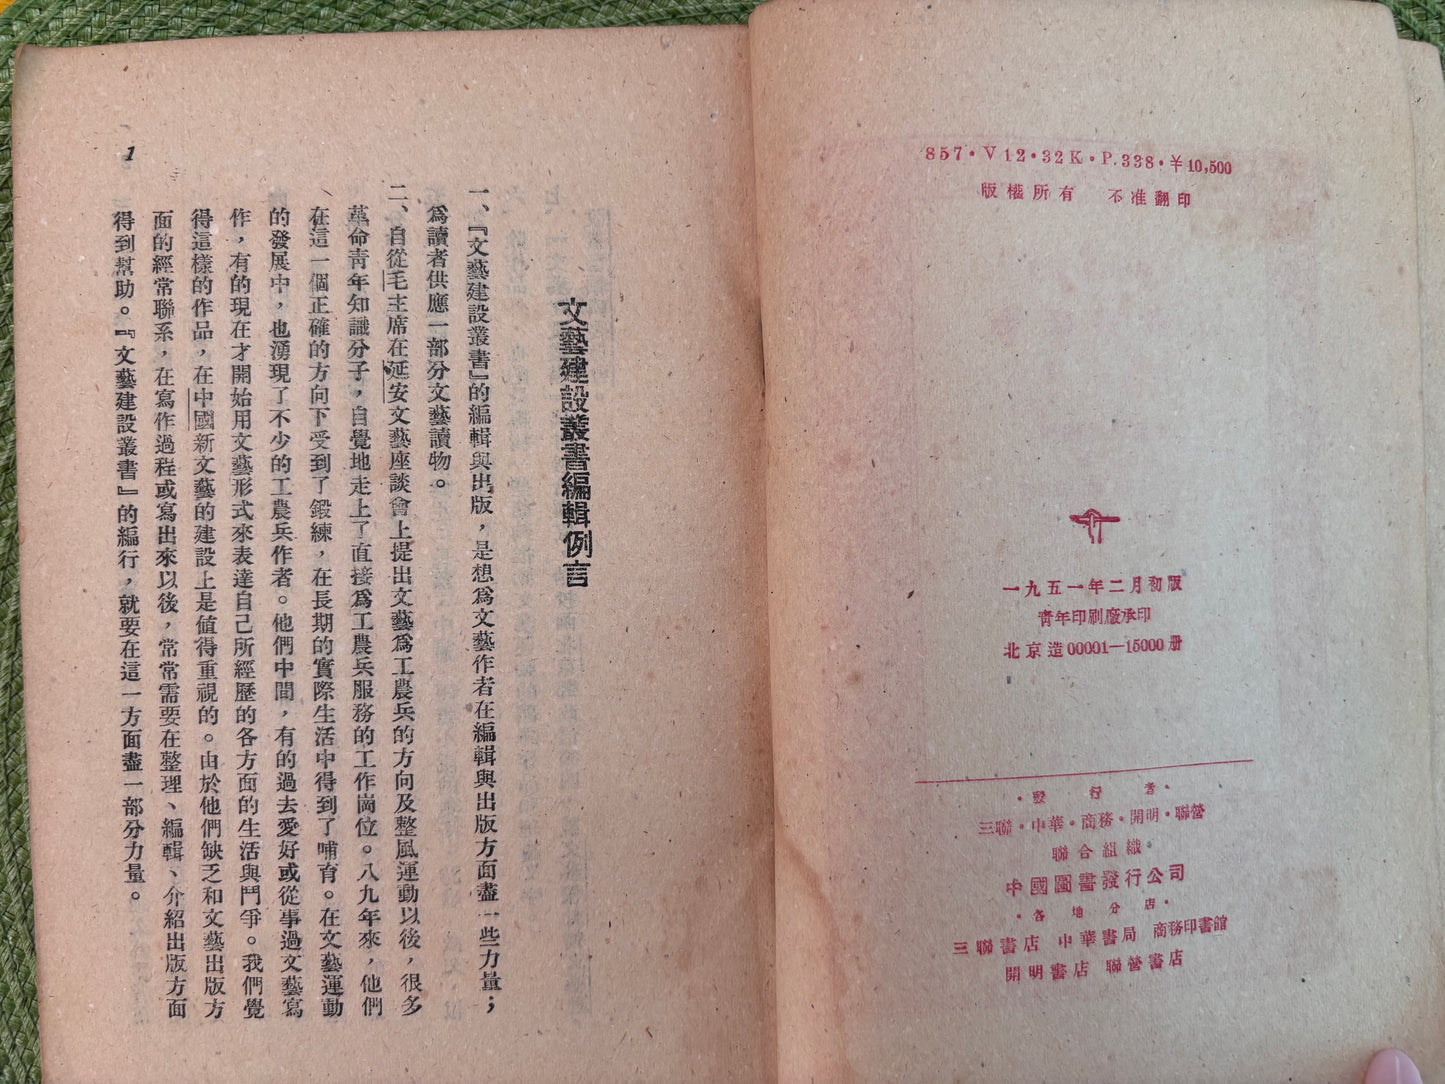 857·V12·32K·P.338·¥10,500
版權所有 不准翻印
一九五一年二月初版
青年印刷廠承印
北京造00001—15000册
·發行者·
三聯·中華·商務·開明·聯營
聯合組織
中國圖書發行公司
·各地分店·
三聯書店 中華書局 商務印書館
開明書店 聯營書店
文藝建設叢書編輯例言
一、『文藝建設叢書』的編輯與出版，是想爲文藝作者在編輯與出版方面盡一些力量；
爲讀者供應一部分文藝讀物。
二、自從毛主席在延安文藝座談會上提出文藝爲工農兵的方向及整風運動以後，很多
革命靑年知識分子，自覺地走上了直接爲工農兵服務的工作崗位。八九年來，他們
在這一個正確的方向下受到了鍛練，在長期的實際生活中得到了哺育。在文藝運動
的發展中，也湧現了不少的工農兵作者。他們中間，有的過去愛好或從事過文藝寫
作，有的現在才開始用文藝形式來表達自己所經歷的各方面的生活與鬥爭。我們覺
得這樣的作品，在中國新文藝的建設上是値得重視的。由於他們缺乏和文藝出版方
面的經常聯系，在寫作過程或寫出來以後，常常需要在整理、編輯、介紹出版方面
得到幫助。『文藝建設叢書』的編行，就要在這一方面盡一部分力量。
1